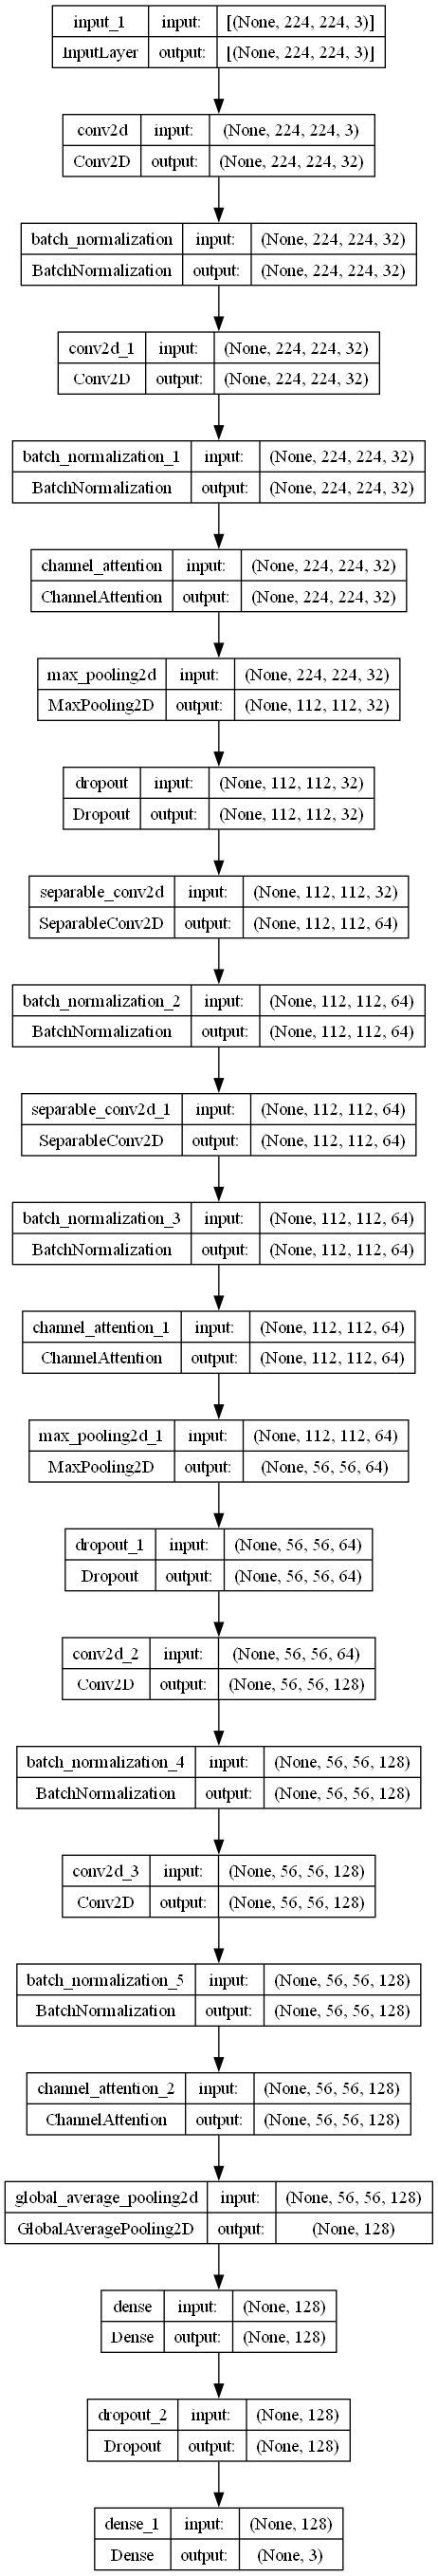 input_1 input: [(None, 224, 224, 3)]
InputLayer output: [(None, 224, 224, 3)]
conv2d input: (None, 224, 224, 3)
Conv2D output: (None, 224, 224, 32)
batch_normalization input: (None, 224, 224, 32)
BatchNormalization output: (None, 224, 224, 32)
conv2d_1 input: (None, 224, 224, 32)
Conv2D output: (None, 224, 224, 32)
batch_normalization_1 input: (None, 224, 224, 32)
BatchNormalization output: (None, 224, 224, 32)
channel_attention input: (None, 224, 224, 32)
ChannelAttention output: (None, 224, 224, 32)
max_pooling2d input: (None, 224, 224, 32)
MaxPooling2D output: (None, 112, 112, 32)
dropout input: (None, 112, 112, 32)
Dropout output: (None, 112, 112, 32)
separable_conv2d input: (None, 112, 112, 32)
SeparableConv2D output: (None, 112, 112, 64)
batch_normalization_2 input: (None, 112, 112, 64)
BatchNormalization output: (None, 112, 112, 64)
separable_conv2d_1 input: (None, 112, 112, 64)
SeparableConv2D output: (None, 112, 112, 64)
batch_normalization_3 input: (None, 112, 112, 64)
BatchNormalization output: (None, 112, 112, 64)
channel_attention_1 input: (None, 112, 112, 64)
ChannelAttention output: (None, 112, 112, 64)
max_pooling2d_1 input: (None, 112, 112, 64)
MaxPooling2D output: (None, 56, 56, 64)
dropout_1 input: (None, 56, 56, 64)
Dropout output: (None, 56, 56, 64)
conv2d_2 input: (None, 56, 56, 64)
Conv2D output: (None, 56, 56, 128)
batch_normalization_4 input: (None, 56, 56, 128)
BatchNormalization output: (None, 56, 56, 128)
conv2d_3 input: (None, 56, 56, 128)
Conv2D output: (None, 56, 56, 128)
batch_normalization_5 input: (None, 56, 56, 128)
BatchNormalization output: (None, 56, 56, 128)
channel_attention_2 input: (None, 56, 56, 128)
ChannelAttention output: (None, 56, 56, 128)
global_average_pooling2d input: (None, 56, 56, 128)
GlobalAveragePooling2D output: (None, 128)
dense input: (None, 128)
Dense output: (None, 128)
dropout_2 input: (None, 128)
Dropout output: (None, 128)
dense_1 input: (None, 128)
Dense output: (None, 3)